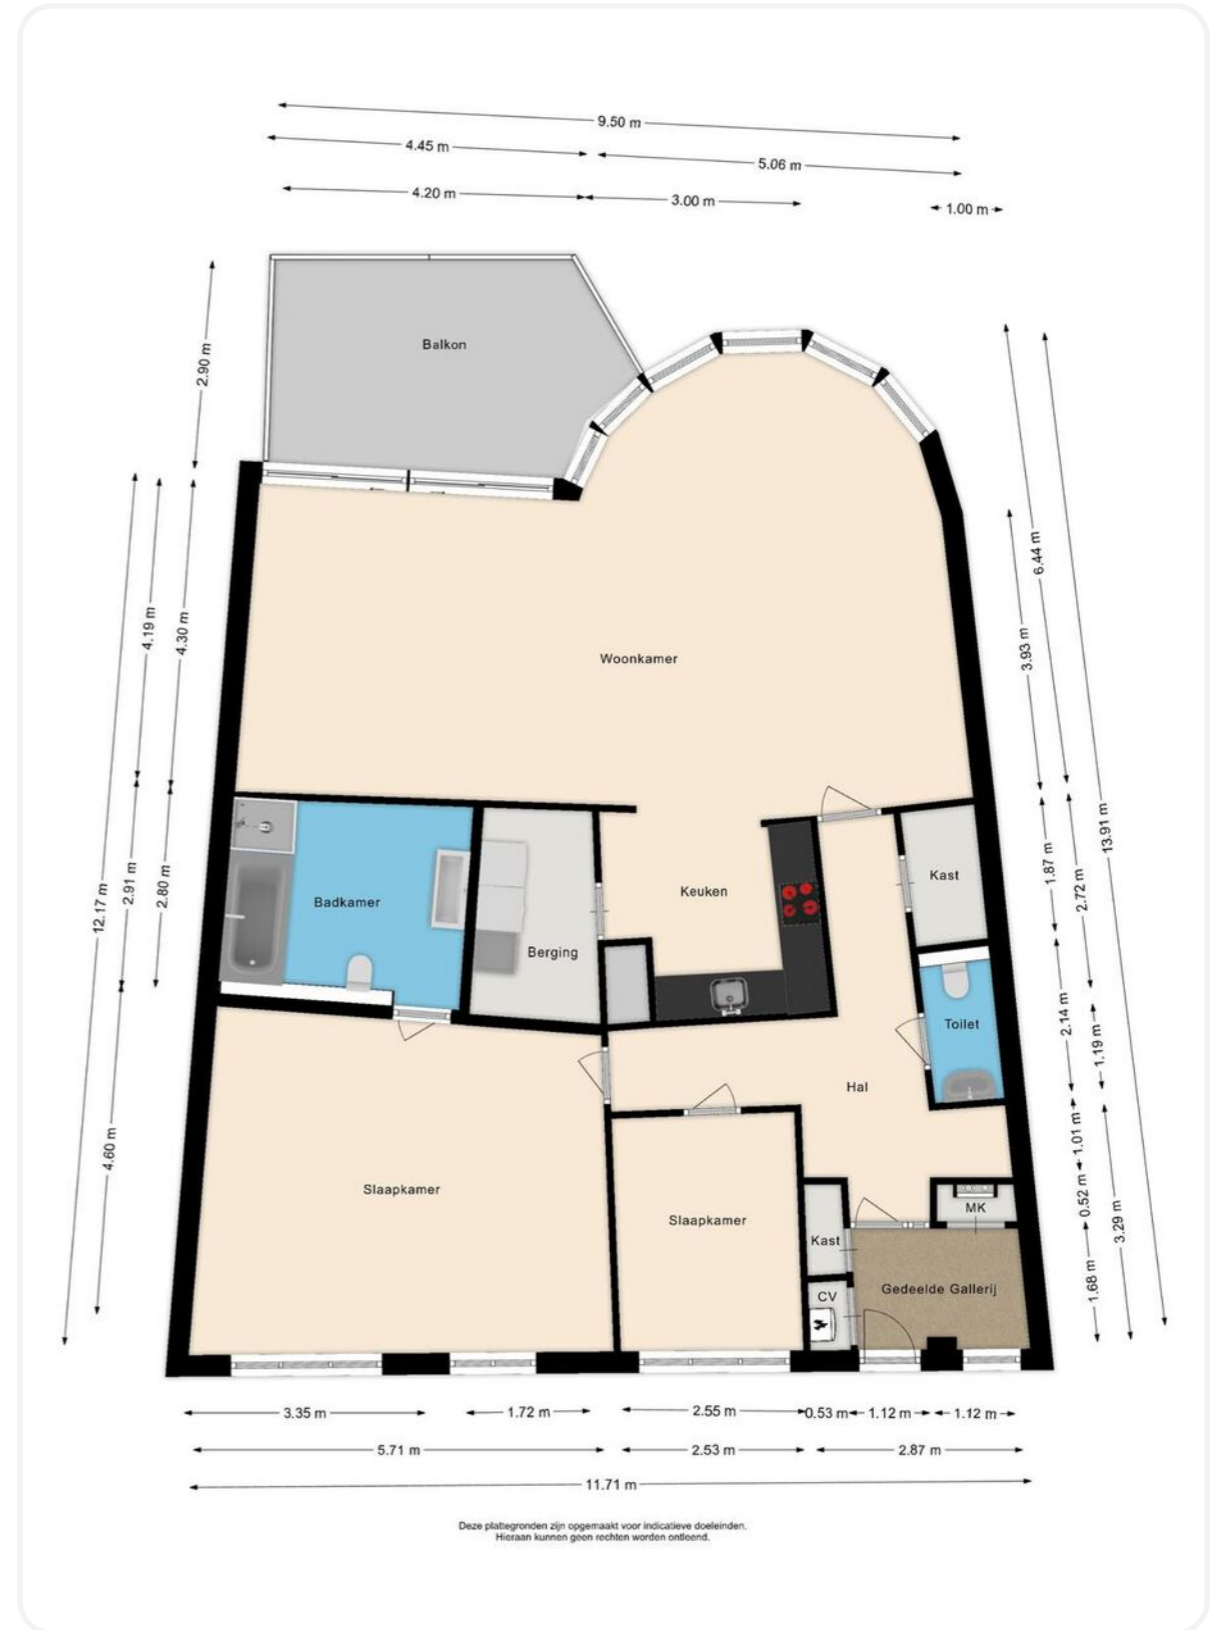 9.50 m
4.45 m
5.06 m
4.20 m
3.00 m
1.00 m
2.90 m
Balkon
4.19 m
4.30 m
6.44 m
3.93 m
Woonkamer
12.17 m
2.91 m
2.80 m
13.91 m
1.87 m
2.72 m
Kast
Keuken
Badkamer
Berging
2.14 m
1.19 m
Toilet
Hal
4.60 m
1.01 m
Slaapkamer
Slaapkamer
0.52 m
3.29 m
MK
Kast
1.68 m
Gedeelde Gallerij
CV
3.35 m
1.72 m
2.55 m
0.53 m
1.12 m
1.12 m
5.71 m
2.53 m
2.87 m
11.71 m
Deze plattegronden zijn opgemaakt voor indicatieve doeleinden.
Hieraan kunnen geen rechten worden ontleend.